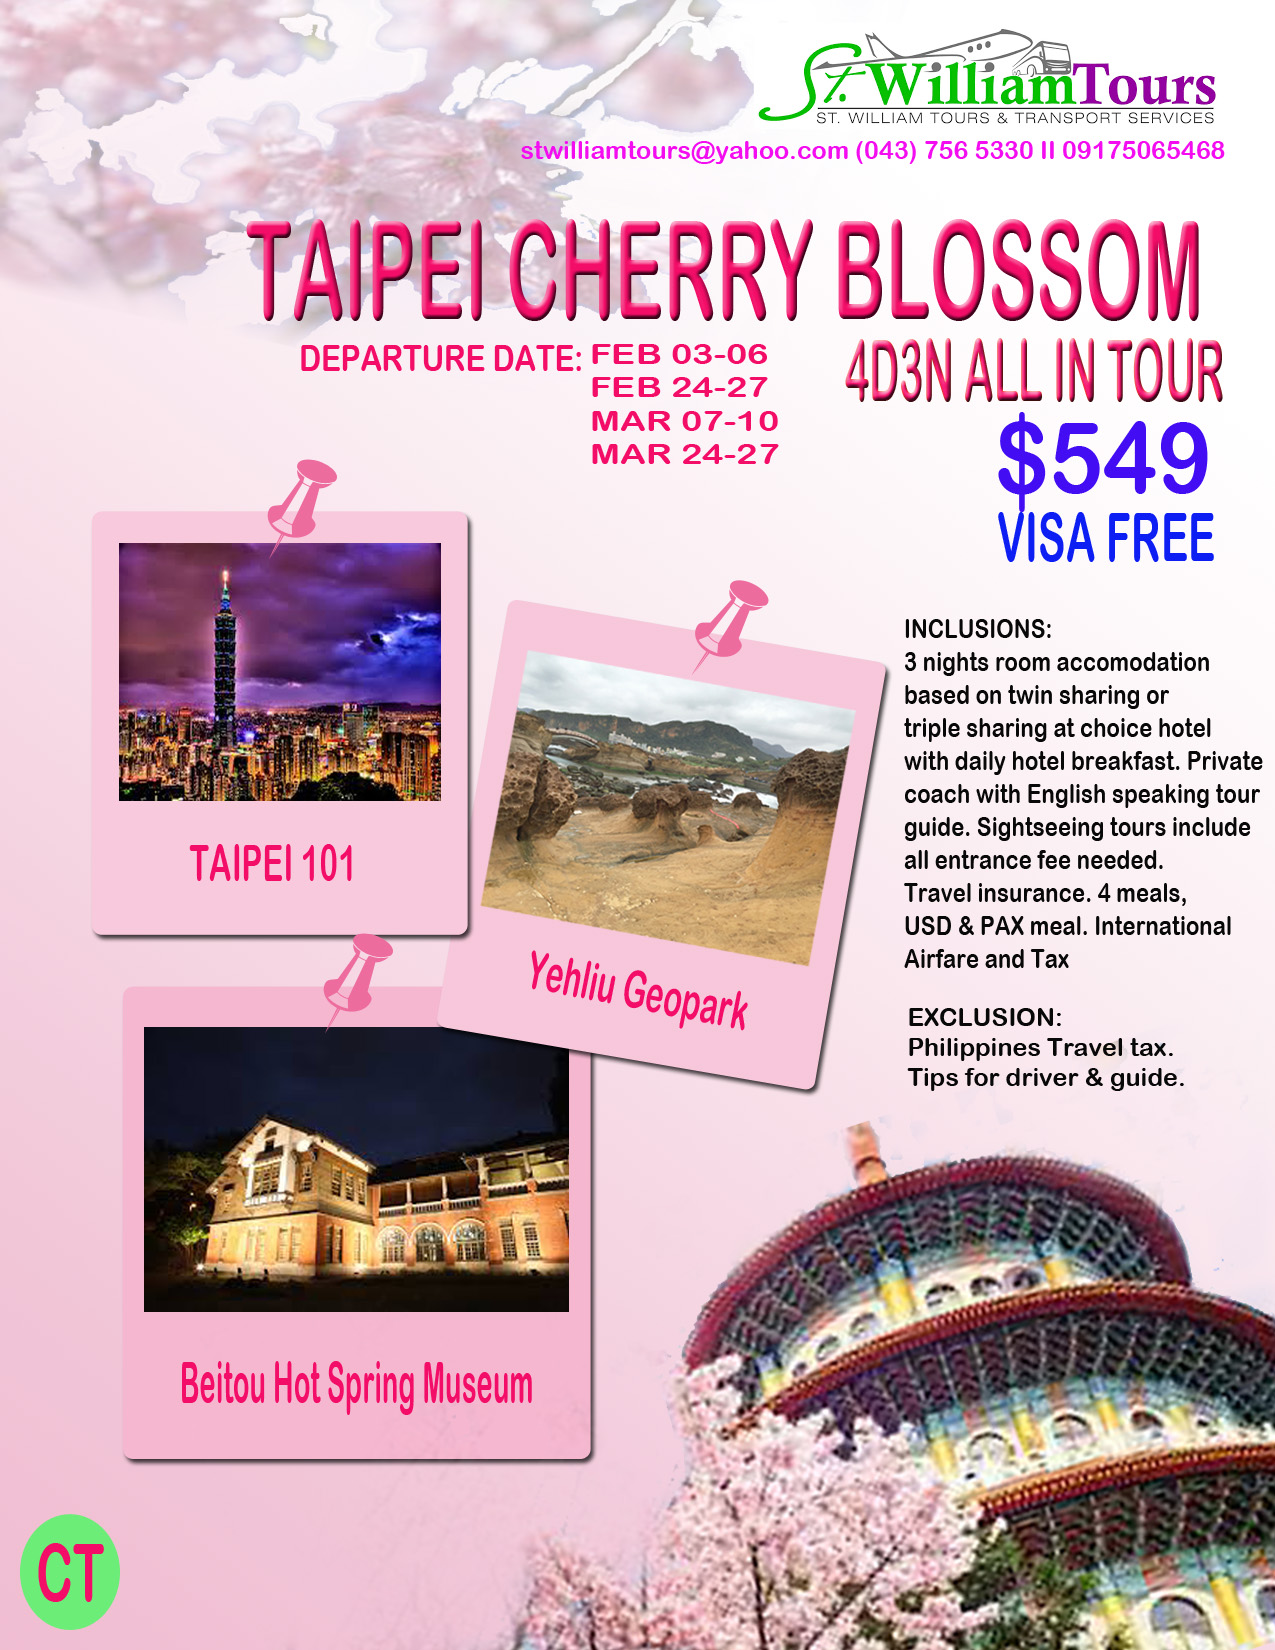 St. WilliamTours
ST. WILLIAM TOURS & TRANSPORT SERVICES
stwilliamtours@yahoo.com (043) 756 5330 II 09175065468
TAIPEI CHERRY BLOSSOM
DEPARTURE DATE: FEB 03-06
FEB 24-27
MAR 07-10
MAR 24-27
4D3N ALL IN TOUR
$549
VISA FREE
INCLUSIONS:
3 nights room accomodation
based on twin sharing or
triple sharing at choice hotel
with daily hotel breakfast. Private
coach with English speaking tour
guide. Sightseeing tours include
all entrance fee needed.
Travel insurance. 4 meals,
USD & PAX meal. International
Airfare and Tax
EXCLUSION:
Philippines Travel tax.
Tips for driver & guide.
TAIPEI 101
Yehliu Geopark
Beitou Hot Spring Museum
CT